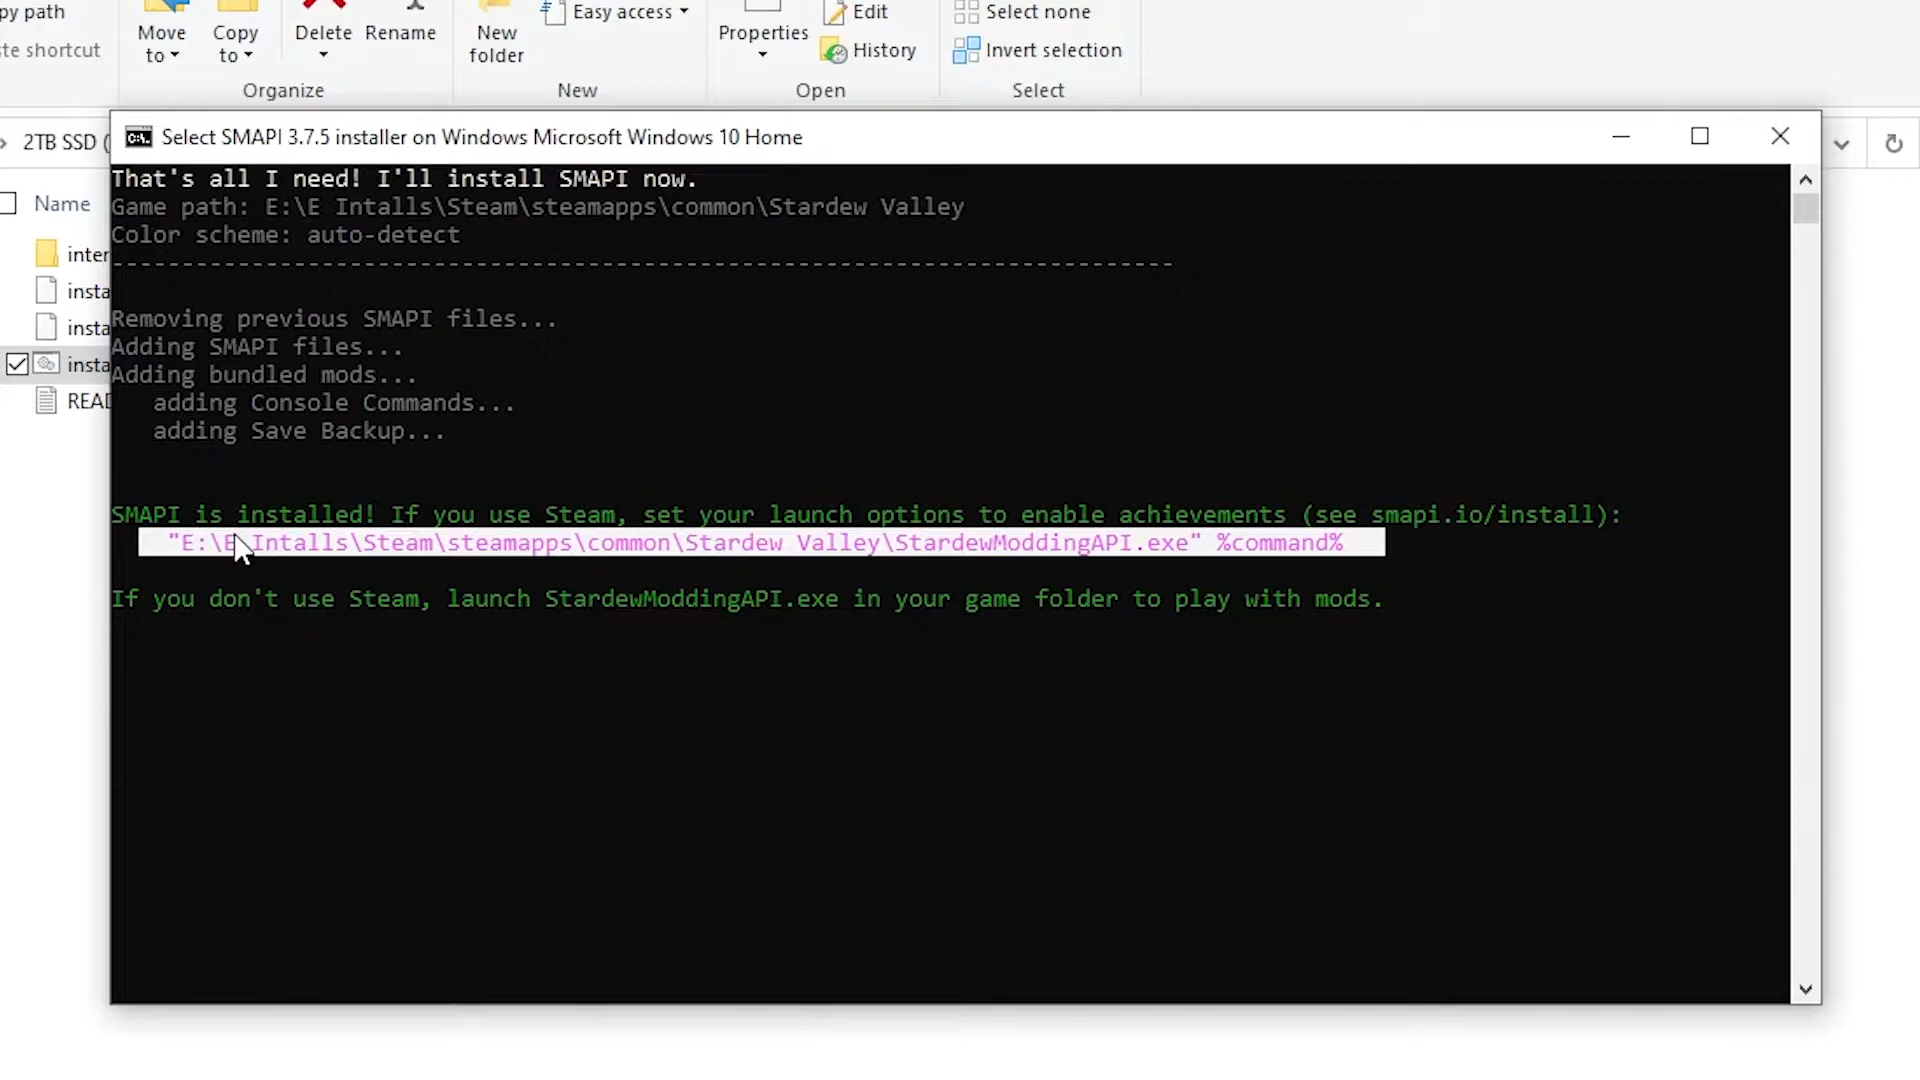 py path
te shortcut
Move to
Copy to
Delete
Rename
Organize
New folder
Easy access
New
Properties
Edit
History
Open
Select none
Invert selection
Select
2TB SSD (
Name
inter
insta
insta
insta
READ
Select SMAPI 3.7.5 installer on Windows Microsoft Windows 10 Home
That's all I need! I'll install SMAPI now.
Game path: E:\E Intalls\Steam\steamapps\common\Stardew Valley
Color scheme: auto-detect
----------------------------------------------------------------------------
Removing previous SMAPI files...
Adding SMAPI files...
Adding bundled mods...
adding Console Commands...
adding Save Backup...
SMAPI is installed! If you use Steam, set your launch options to enable achievements (see smapi.io/install):
"E:\E Intalls\Steam\steamapps\common\Stardew Valley\StardewModdingAPI.exe" %command%
If you don't use Steam, launch StardewModdingAPI.exe in your game folder to play with mods.